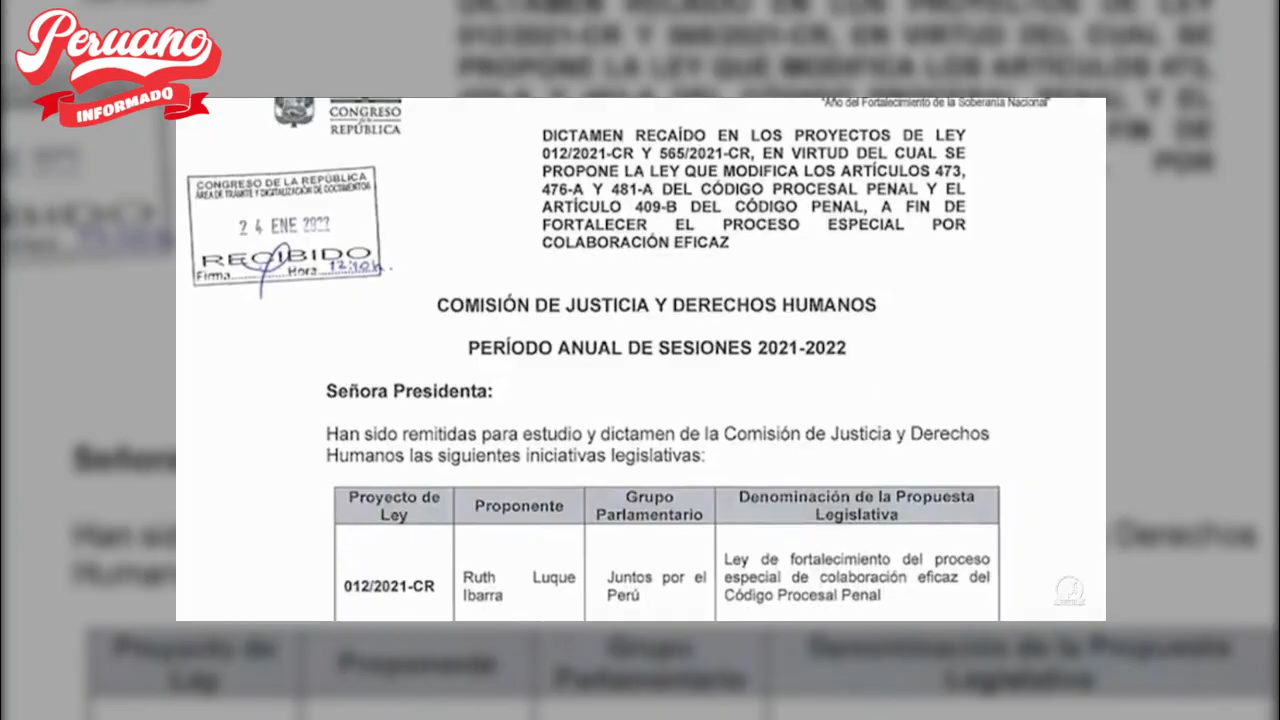 Peruano
INFORMADO
CONGRESO
de la
REPÚBLICA
"Año del Fortalecimiento de la Soberanía Nacional"
DICTAMEN RECAÍDO EN LOS PROYECTOS DE LEY
012/2021-CR Y 565/2021-CR, EN VIRTUD DEL CUAL SE
PROPONE LA LEY QUE MODIFICA LOS ARTÍCULOS 473,
476-A Y 481-A DEL CÓDIGO PROCESAL PENAL Y EL
ARTÍCULO 409-B DEL CÓDIGO PENAL, A FIN DE
FORTALECER EL PROCESO ESPECIAL POR
COLABORACIÓN EFICAZ
CONGRESO DE LA REPÚBLICA
ÁREA DE TRÁMITE Y DIGITALIZACIÓN DE DOCUMENTOS
24 ENE 2022
RECIBIDO
Firma........... Hora 12:10h.
COMISIÓN DE JUSTICIA Y DERECHOS HUMANOS
PERÍODO ANUAL DE SESIONES 2021-2022
Señora Presidenta:
Han sido remitidas para estudio y dictamen de la Comisión de Justicia y Derechos
Humanos las siguientes iniciativas legislativas:
Proyecto de
Ley
Proponente
Grupo
Parlamentario
Denominación de la Propuesta
Legislativa
012/2021-CR
Ruth Luque
Ibarra
Juntos por el
Perú
Ley de fortalecimiento del proceso
especial de colaboración eficaz del
Código Procesal Penal